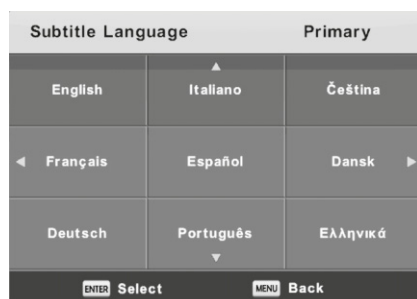 Subtitle Language Primary
English Italiano Čeština
Français Español Dansk
Deutsch Português Ελληνικά
ENTER Select MENU Back